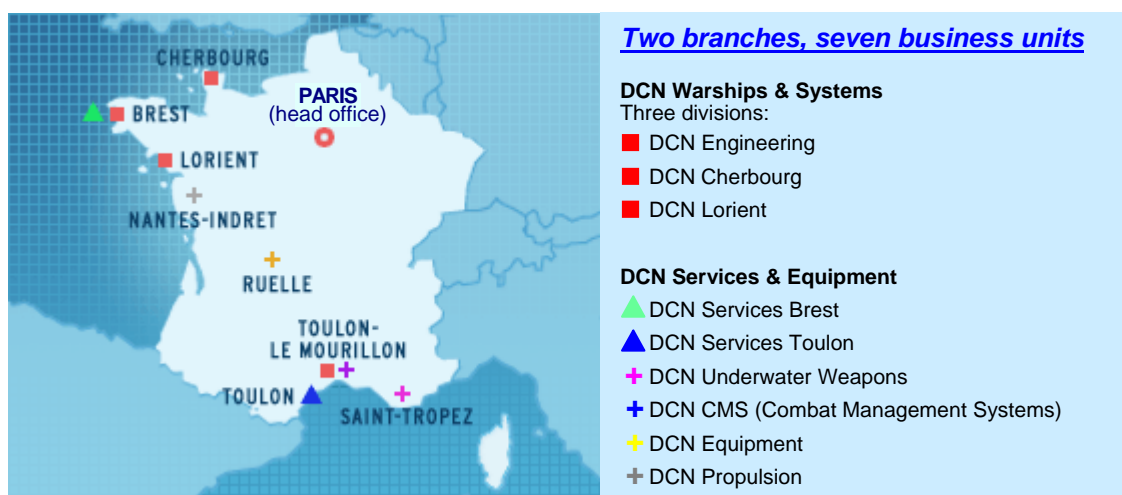 CHERBOURG
PARIS
(head office)
BREST
LORIENT
NANTES-INDRET
RUELLE
TOULON-
LE MOURILLON
TOULON
SAINT-TROPEZ
Two branches, seven business units
DCN Warships & Systems
Three divisions:
DCN Engineering
DCN Cherbourg
DCN Lorient
DCN Services & Equipment
DCN Services Brest
DCN Services Toulon
DCN Underwater Weapons
DCN CMS (Combat Management Systems)
DCN Equipment
DCN Propulsion